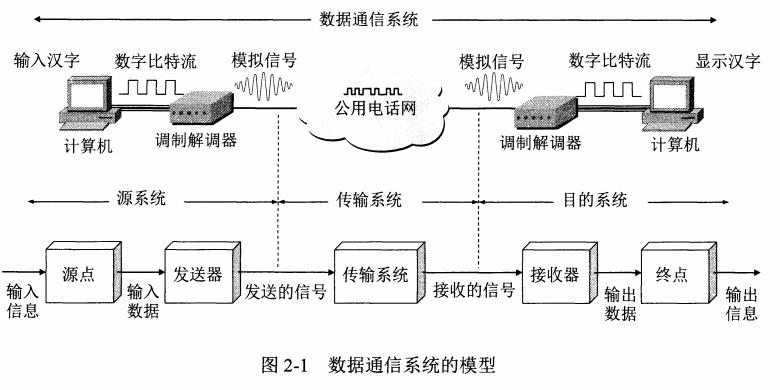 数据通信系统
输入汉字 数字比特流 模拟信号 模拟信号 数字比特流 显示汉字
公用电话网
计算机 调制解调器 调制解调器 计算机
源系统 传输系统 目的系统
源点 发送器 传输系统 接收器 终点
输入信息 输入数据 发送的信号 接收的信号 输出数据 输出信息
图 2-1 数据通信系统的模型